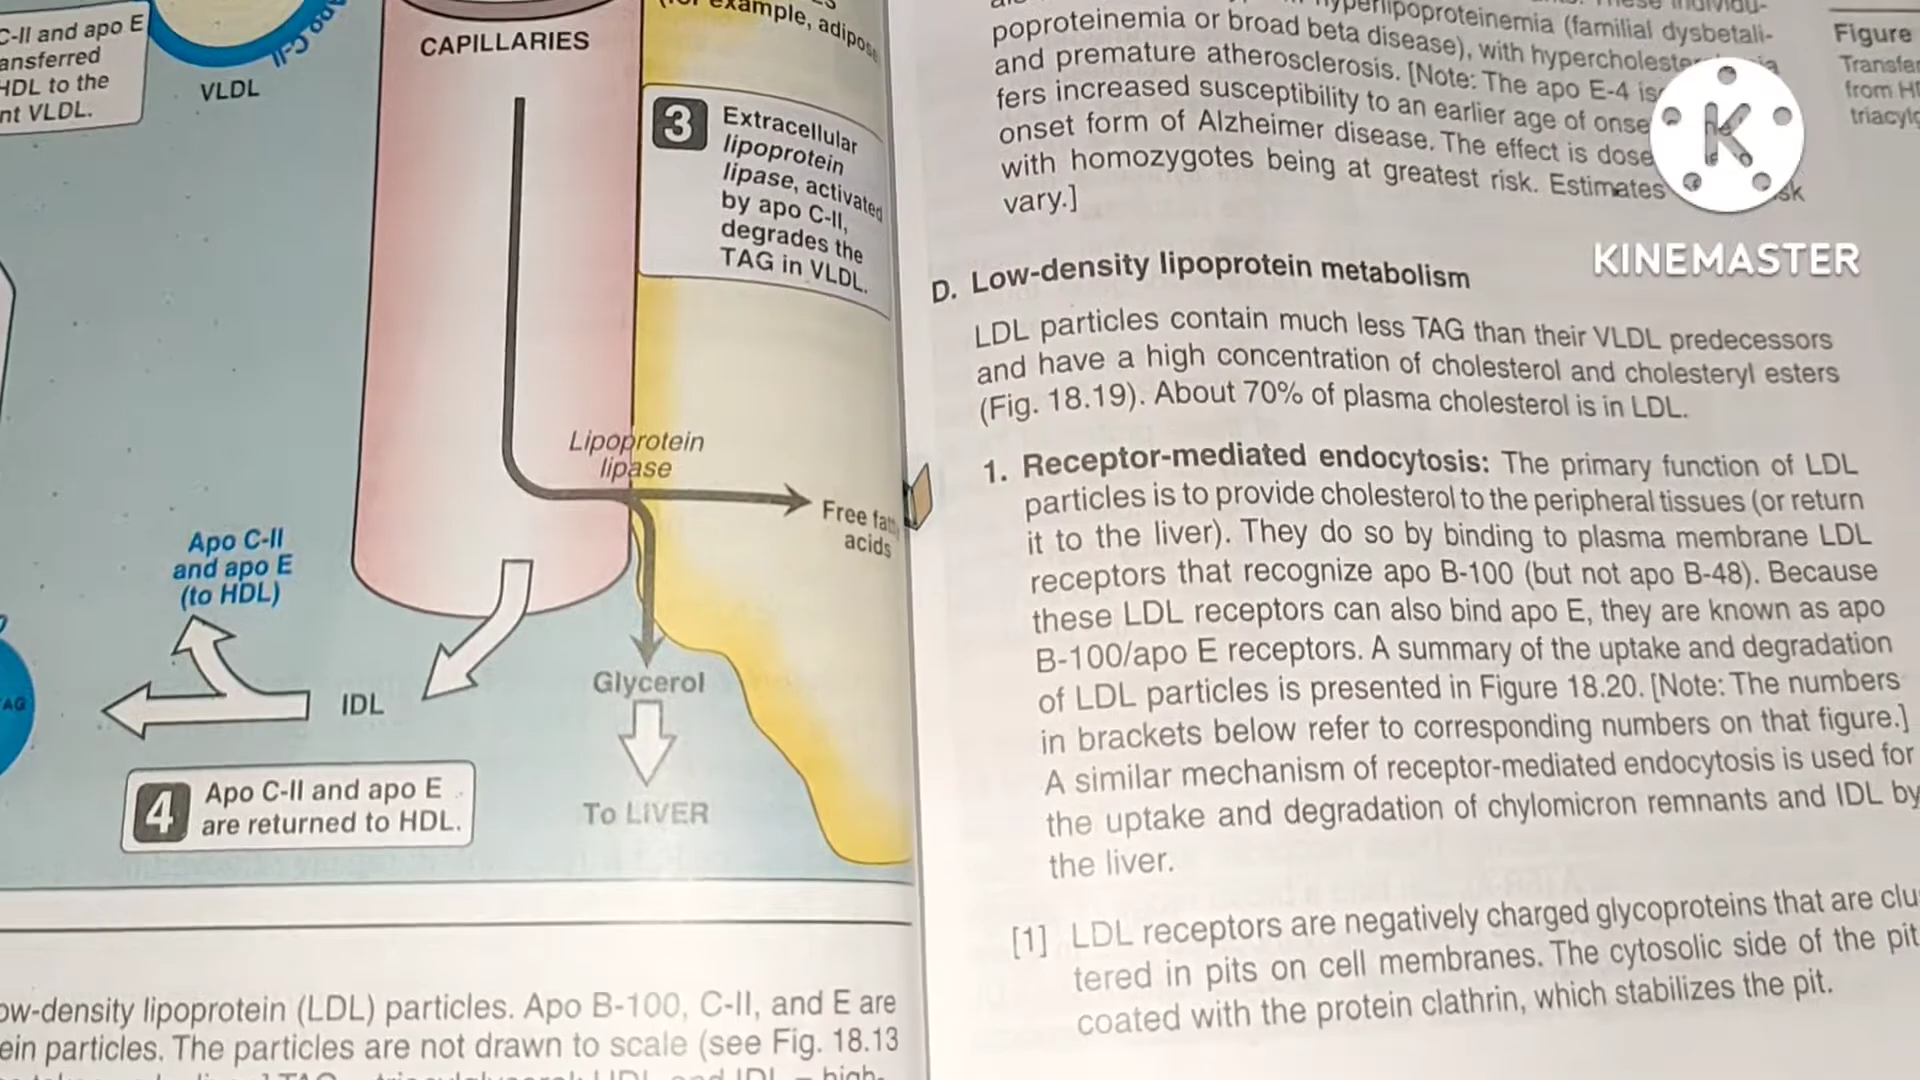 C-II and apo E
ansferred
HDL to the
nt VLDL.
VLDL
CAPILLARIES
example, adipose
3
Extracellular
lipoprotein
lipase, activated
by apo C-II,
degrades the
TAG in VLDL.
Lipoprotein
lipase
Free
acids
Apo C-II
and apo E
(to HDL)
IDL
Glycerol
To LIVER
AG
4
Apo C-II and apo E
are returned to HDL.
ow-density lipoprotein (LDL) particles. Apo B-100, C-II, and E are
ein particles. The particles are not drawn to scale (see Fig. 18.13
poproteinemia or broad beta disease), with
hyperlipoproteinemia (familial dysbetali-
and premature atherosclerosis. [Note: The apo E-4
fers increased susceptibility to an earlier age of
onset form of Alzheimer disease. The effect is
with homozygotes being at greatest risk. Estimates
vary.]
KINEMASTER
Figure
D. Low-density lipoprotein metabolism
LDL particles contain much less TAG than their VLDL predecessors
and have a high concentration of cholesterol and cholesteryl esters
(Fig. 18.19). About 70% of plasma cholesterol is in LDL.
1. Receptor-mediated endocytosis: The primary function of LDL
particles is to provide cholesterol to the peripheral tissues (or return
it to the liver). They do so by binding to plasma membrane LDL
receptors that recognize apo B-100 (but not apo B-48). Because
these LDL receptors can also bind apo E, they are known as apo
B-100/apo E receptors. A summary of the uptake and degradation
of LDL particles is presented in Figure 18.20. [Note: The numbers
in brackets below refer to corresponding numbers on that figure.]
A similar mechanism of receptor-mediated endocytosis is used for
the uptake and degradation of chylomicron remnants and IDL by
the liver.
[1] LDL receptors are negatively charged glycoproteins that are clu
tered in pits on cell membranes. The cytosolic side of the pit
coated with the protein clathrin, which stabilizes the pit.